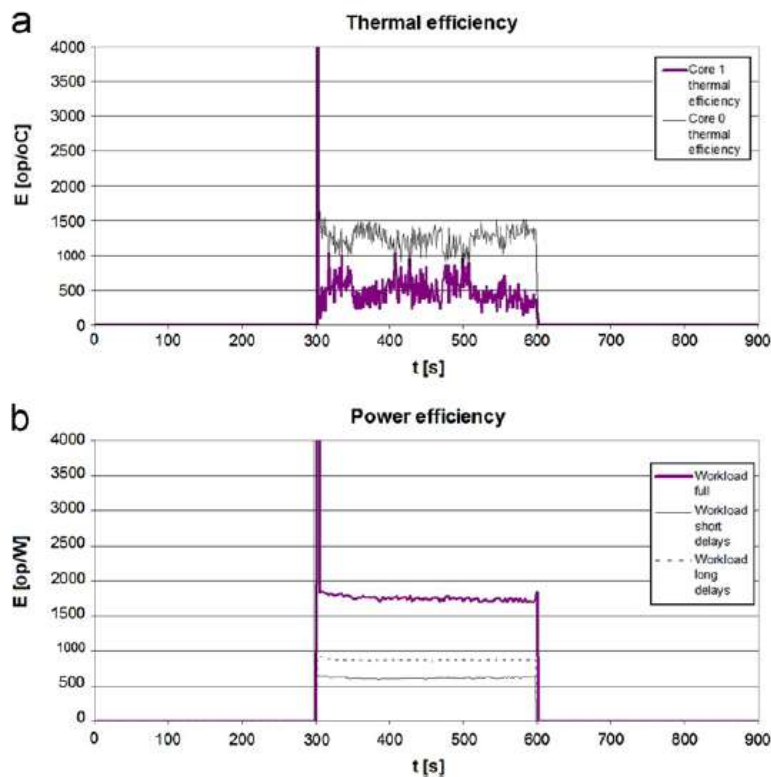 a
Thermal efficiency
4000
3500
3000
2500
2000
1500
1000
500
0
E [op/oC]
0 100 200 300 400 500 600 700 800 900
t [s]
Core 1
thermal
efficiency
Core 0
thermal
efficiency
b
Power efficiency
4000
3500
3000
2500
2000
1500
1000
500
0
E [op/W]
0 100 200 300 400 500 600 700 800 900
t [s]
Workload
full
Workload
short
delays
Workload
long
delays